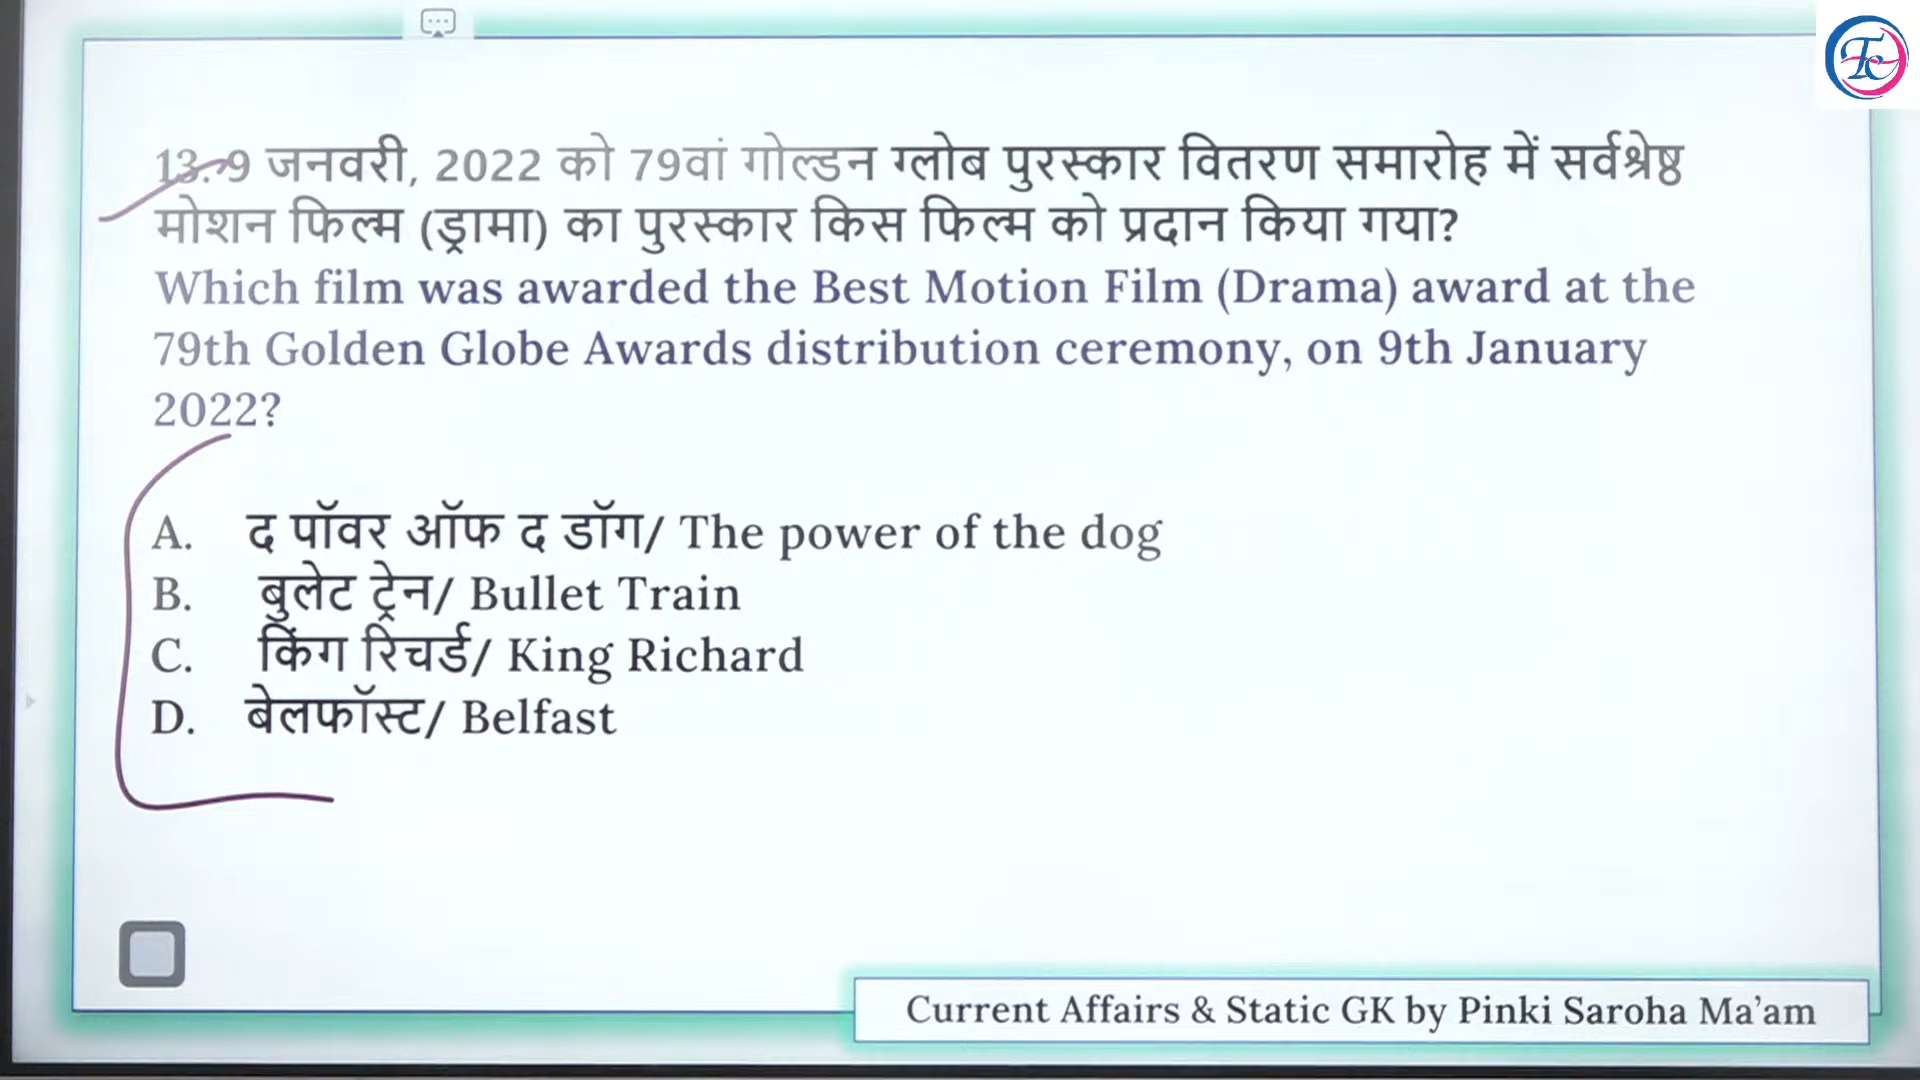 13. 9 जनवरी, 2022 को 79वां गोल्डन ग्लोब पुरस्कार वितरण समारोह में सर्वश्रेष्ठ
मोशन फिल्म (ड्रामा) का पुरस्कार किस फिल्म को प्रदान किया गया?
Which film was awarded the Best Motion Film (Drama) award at the
79th Golden Globe Awards distribution ceremony, on 9th January
2022?
A. द पॉवर ऑफ द डॉग/ The power of the dog
B. बुलेट ट्रेन/ Bullet Train
C. किंग रिचर्ड/ King Richard
D. बेलफॉस्ट/ Belfast
Current Affairs & Static GK by Pinki Saroha Ma'am